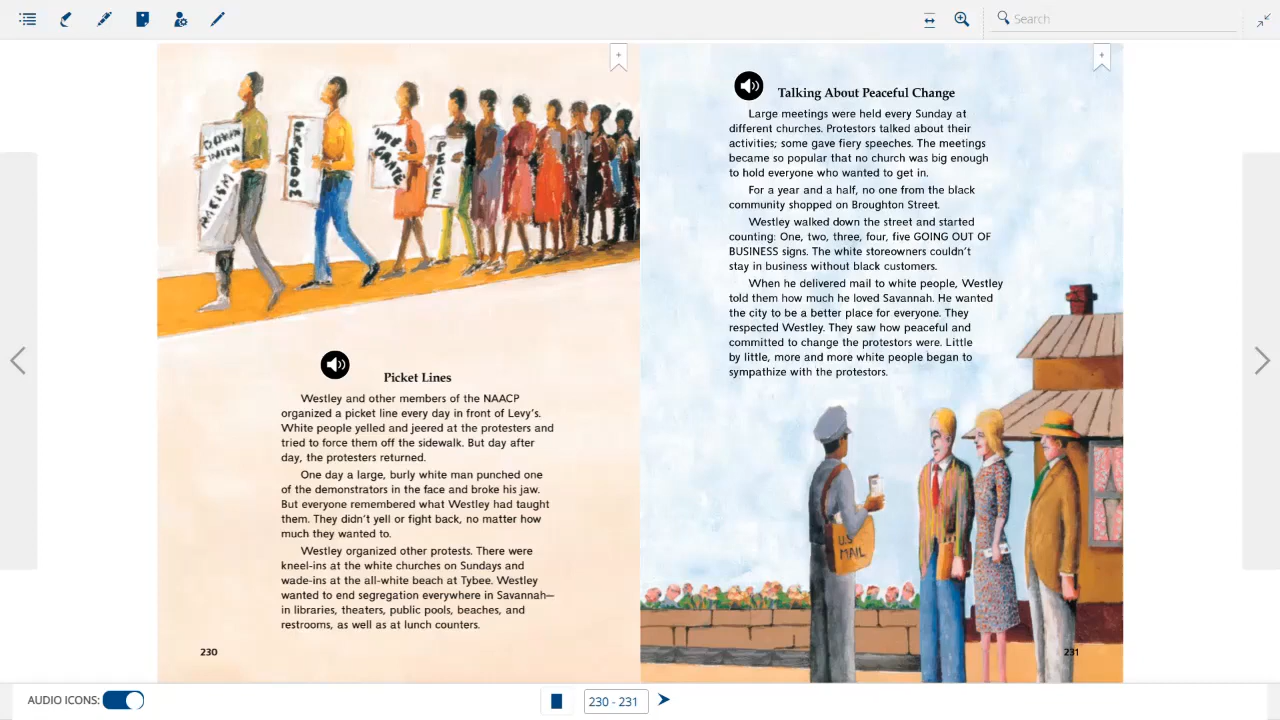 Search
DOWN
WITH
RACISM
FREEDOM
PEACE
Picket Lines
Westley and other members of the NAACP
organized a picket line every day in front of Levy's.
White people yelled and jeered at the protesters and
tried to force them off the sidewalk. But day after
day, the protesters returned.
One day a large, burly white man punched one
of the demonstrators in the face and broke his jaw.
But everyone remembered what Westley had taught
them. They didn't yell or fight back, no matter how
much they wanted to.
Westley organized other protests. There were
kneel-ins at the white churches on Sundays and
wade-ins at the all-white beach at Tybee. Westley
wanted to end segregation everywhere in Savannah—
in libraries, theaters, public pools, beaches, and
restrooms, as well as at lunch counters.
230
Talking About Peaceful Change
Large meetings were held every Sunday at
different churches. Protestors talked about their
activities; some gave fiery speeches. The meetings
became so popular that no church was big enough
to hold everyone who wanted to get in.
For a year and a half, no one from the black
community shopped on Broughton Street.
Westley walked down the street and started
counting: One, two, three, four, five GOING OUT OF
BUSINESS signs. The white storeowners couldn't
stay in business without black customers.
When he delivered mail to white people, Westley
told them how much he loved Savannah. He wanted
the city to be a better place for everyone. They
respected Westley. They saw how peaceful and
committed to change the protestors were. Little
by little, more and more white people began to
sympathize with the protestors.
U.S
MAIL
231
AUDIO ICONS:
230 - 231